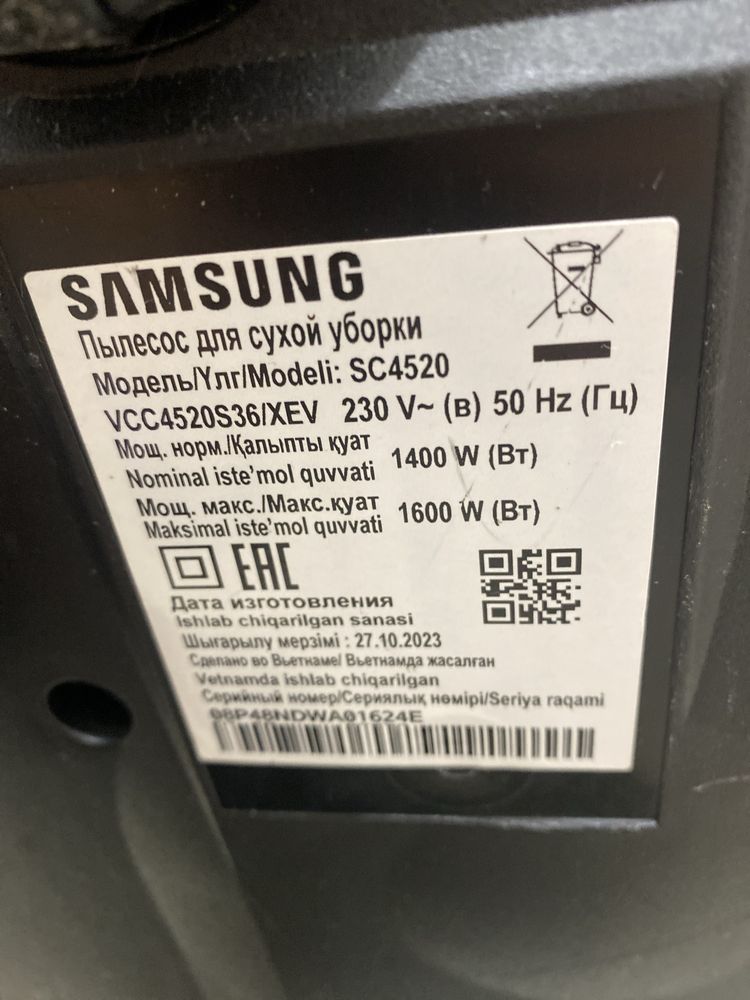 SAMSUNG
Пылесос для сухой уборки
Модель/Үлг/Modeli: SC4520
VCC4520S36/XEV 230 V~ (в) 50 Hz (Гц)
Мощ. норм./Қалыпты қуат
Nominal iste'mol quvvati 1400 W (Вт)
Мощ. макс./Макс.қуат
Maksimal iste'mol quvvati 1600 W (Вт)
EAC
Дата изготовления
Ishlab chiqarilgan sanasi
Шығарылу мерзімі : 27.10.2023
Сделано во Вьетнаме/ Вьетнамда жасалған
Vetnamda ishlab chiqarilgan
Серийный номер/Сериялық нөмірі/Seriya raqami
08P48NDWA01624E